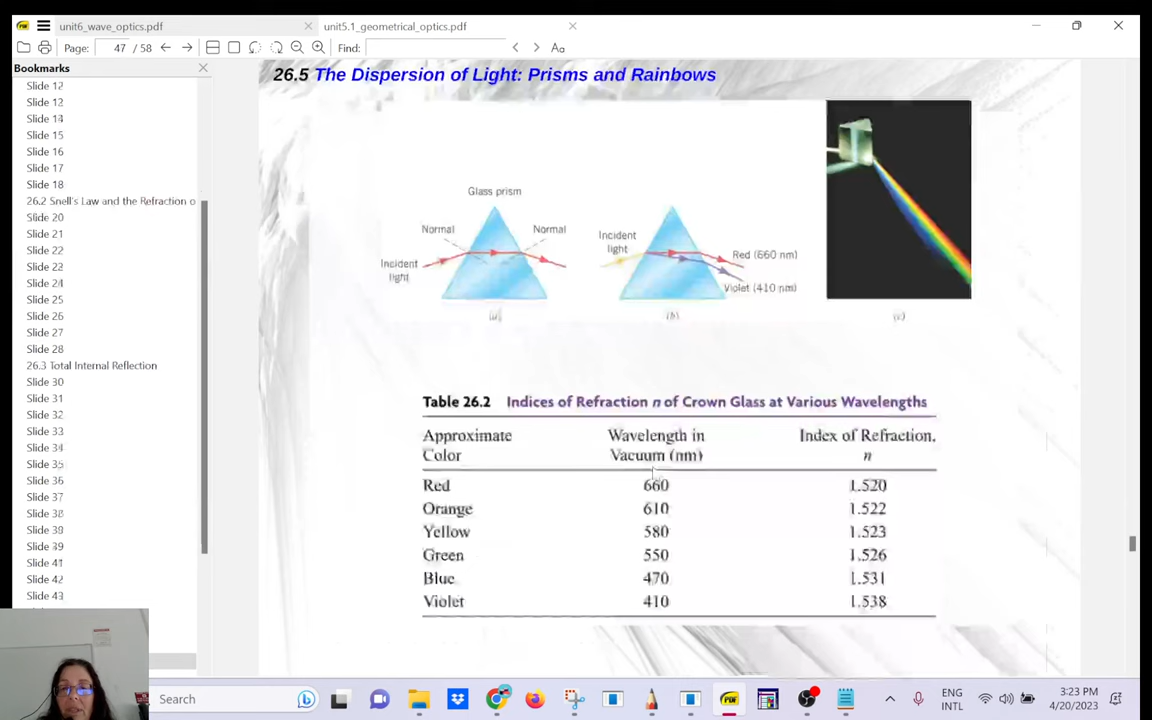 unit6_wave_optics.pdf
unit5.1_geometrical_optics.pdf
Page: 47 / 58
Find:
Aa
Bookmarks
Slide 12
Slide 12
Slide 14
Slide 15
Slide 16
Slide 17
Slide 18
26.2 Snell's Law and the Refraction o
Slide 20
Slide 21
Slide 22
Slide 22
Slide 24
Slide 25
Slide 26
Slide 27
Slide 28
26.3 Total Internal Reflection
Slide 30
Slide 31
Slide 32
Slide 33
Slide 34
Slide 35
Slide 36
Slide 37
Slide 38
Slide 39
Slide 39
Slide 41
Slide 42
Slide 43
26.5 The Dispersion of Light: Prisms and Rainbows
Glass prism
Normal
Normal
Incident
light
(a)
Incident
light
Red (660 nm)
Violet (410 nm)
(b)
(c)
Table 26.2 Indices of Refraction n of Crown Glass at Various Wavelengths
Approximate Color
Wavelength in Vacuum (nm)
Index of Refraction, n
Red 660 1.520
Orange 610 1.522
Yellow 580 1.523
Green 550 1.526
Blue 470 1.531
Violet 410 1.538
Search
ENG
INTL
3:23 PM
4/20/2023